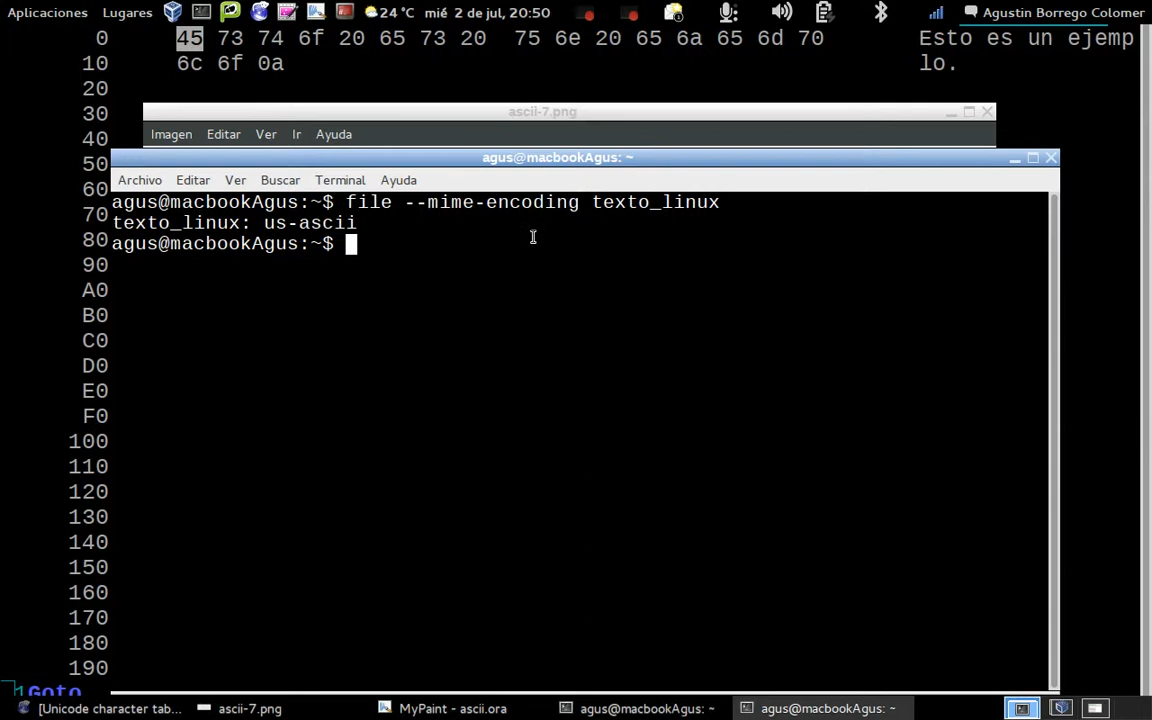 Aplicaciones Lugares 24 °C mié 2 de jul, 20:50 Agustin Borrego Colomer
0 45 73 74 6f 20 65 73 20 75 6e 20 65 6a 65 6d 70 Esto es un ejemp
10 6c 6f 0a lo.
20
30
ascii-7.png
40
Imagen Editar Ver Ir Ayuda
50
agus@macbookAgus: ~
60
Archivo Editar Ver Buscar Terminal Ayuda
agus@macbookAgus:~$ file --mime-encoding texto_linux
70
texto_linux: us-ascii
80
agus@macbookAgus:~$
90
A0
B0
C0
D0
E0
F0
100
110
120
130
140
150
160
170
180
190
1Goto
[Unicode character tab... ascii-7.png MyPaint - ascii.ora agus@macbookAgus: ~ agus@macbookAgus: ~